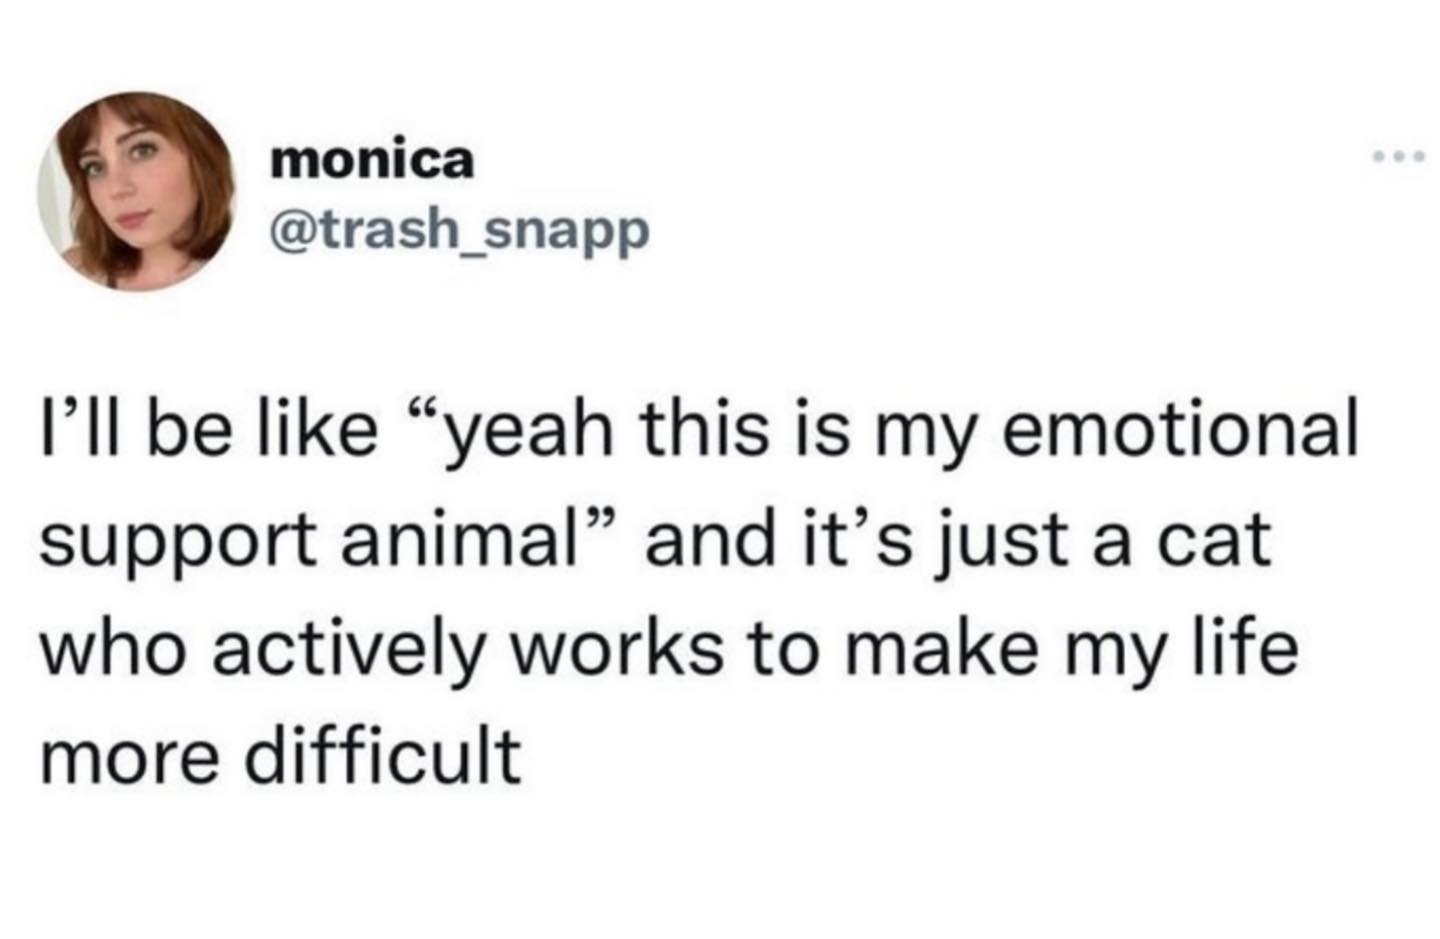 monica
@trash_snapp
I’ll be like “yeah this is my emotional
support animal” and it’s just a cat
who actively works to make my life
more difficult